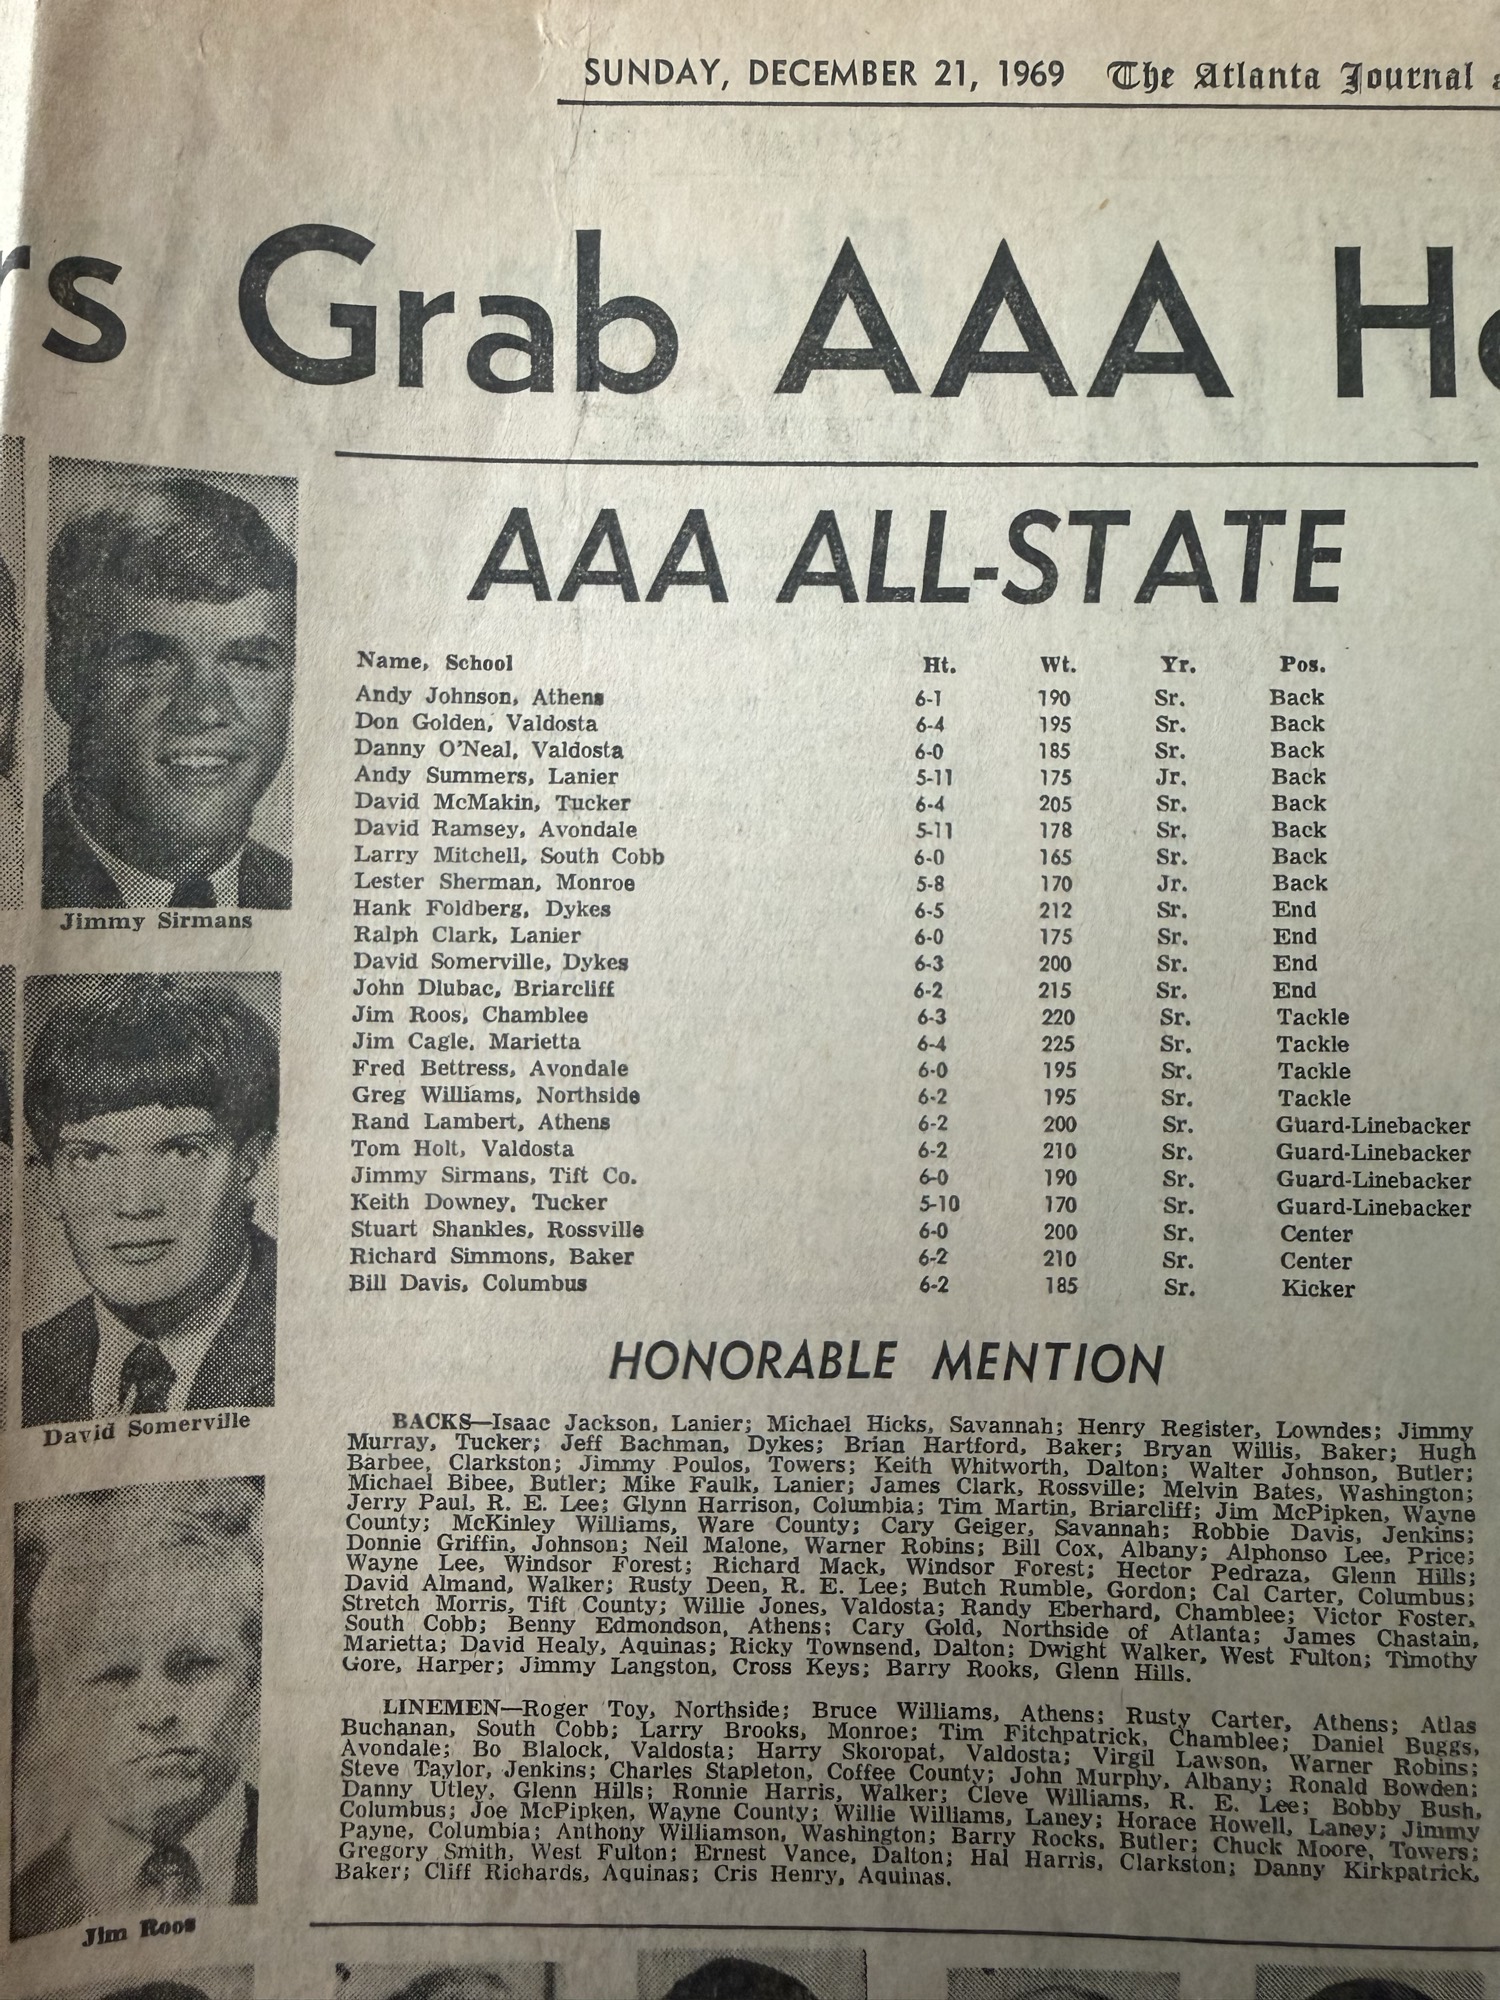 SUNDAY, DECEMBER 21, 1969 The Atlanta Journal
rs Grab AAA Ho
AAA ALL-STATE
Name, School Ht. Wt. Yr. Pos.
Andy Johnson, Athens 6-1 190 Sr. Back
Don Golden, Valdosta 6-4 195 Sr. Back
Danny O'Neal, Valdosta 6-0 185 Sr. Back
Andy Summers, Lanier 5-11 175 Jr. Back
David McMakin, Tucker 6-4 205 Sr. Back
David Ramsey, Avondale 5-11 178 Sr. Back
Larry Mitchell, South Cobb 6-0 165 Sr. Back
Lester Sherman, Monroe 5-8 170 Jr. Back
Hank Foldberg, Dykes 6-5 212 Sr. End
Ralph Clark, Lanier 6-0 175 Sr. End
David Somerville, Dykes 6-3 200 Sr. End
John Dlubac, Briarcliff 6-2 215 Sr. End
Jim Roos, Chamblee 6-3 220 Sr. Tackle
Jim Cagle, Marietta 6-4 225 Sr. Tackle
Fred Bettress, Avondale 6-0 195 Sr. Tackle
Greg Williams, Northside 6-2 195 Sr. Tackle
Rand Lambert, Athens 6-2 200 Sr. Guard-Linebacker
Tom Holt, Valdosta 6-2 210 Sr. Guard-Linebacker
Jimmy Sirmans, Tift Co. 6-0 190 Sr. Guard-Linebacker
Keith Downey, Tucker 5-10 170 Sr. Guard-Linebacker
Stuart Shankles, Rossville 6-0 200 Sr. Center
Richard Simmons, Baker 6-2 210 Sr. Center
Bill Davis, Columbus 6-2 185 Sr. Kicker
HONORABLE MENTION
BACKS—Isaac Jackson, Lanier; Michael Hicks, Savannah; Henry Register, Lowndes; Jimmy
Murray, Tucker; Jeff Bachman, Dykes; Brian Hartford, Baker; Bryan Willis, Baker; Hugh
Barbee, Clarkston; Jimmy Poulos, Towers; Keith Whitworth, Dalton; Walter Johnson, Butler;
Michael Bibee, Butler; Mike Faulk, Lanier; James Clark, Rossville; Melvin Bates, Washington;
Jerry Paul, R. E. Lee; Glynn Harrison, Columbia; Tim Martin, Briarcliff; Jim McPipken, Wayne
County; McKinley Williams, Ware County; Cary Geiger, Savannah; Robbie Davis, Jenkins;
Donnie Griffin, Johnson; Neil Malone, Warner Robins; Bill Cox, Albany; Alphonso Lee, Price;
Wayne Lee, Windsor Forest; Richard Mack, Windsor Forest; Hector Pedraza, Glenn Hills;
David Almand, Walker; Rusty Deen, R. E. Lee; Butch Rumble, Gordon; Cal Carter, Columbus;
Stretch Morris, Tift County; Willie Jones, Valdosta; Randy Eberhard, Chamblee; Victor Foster,
South Cobb; Benny Edmondson, Athens; Cary Gold, Northside of Atlanta; James Chastain,
Marietta; David Healy, Aquinas; Ricky Townsend, Dalton; Dwight Walker, West Fulton; Timothy
Gore, Harper; Jimmy Langston, Cross Keys; Barry Rooks, Glenn Hills.
LINEMEN—Roger Toy, Northside; Bruce Williams, Athens; Rusty Carter, Athens; Atlas
Buchanan, South Cobb; Larry Brooks, Monroe; Tim Fitchpatrick, Chamblee; Daniel Buggs,
Avondale; Bo Blalock, Valdosta; Harry Skoropat, Valdosta; Virgil Lawson, Warner Robins;
Steve Taylor, Jenkins; Charles Stapleton, Coffee County; John Murphy, Albany; Ronald Bowden;
Danny Utley, Glenn Hills; Ronnie Harris, Walker; Cleve Williams, R. E. Lee; Bobby Bush,
Columbus; Joe McPipken, Wayne County; Willie Williams, Laney; Horace Howell, Laney; Jimmy
Payne, Columbia; Anthony Williamson, Washington; Barry Rocks, Butler; Chuck Moore, Towers;
Gregory Smith, West Fulton; Ernest Vance, Dalton; Hal Harris, Clarkston; Danny Kirkpatrick,
Baker; Cliff Richards, Aquinas; Cris Henry, Aquinas.
Jimmy Sirmans
David Somerville
Jim Roos